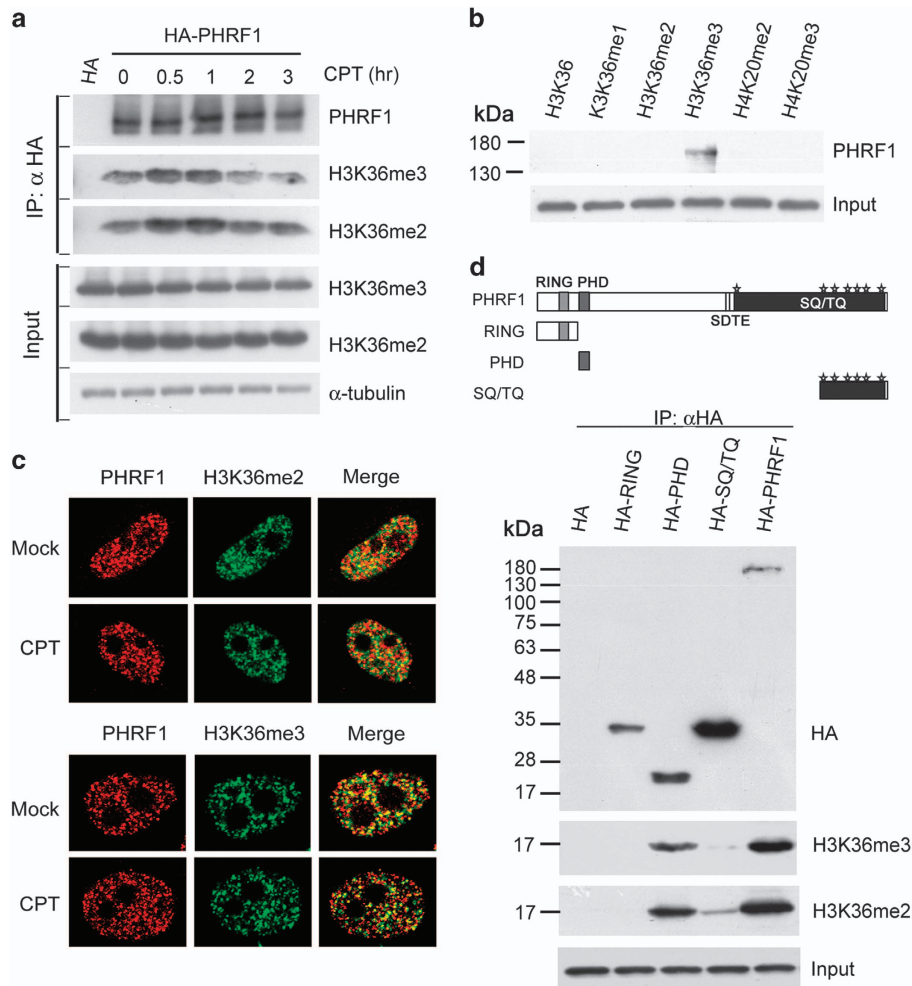 a
HA-PHRF1
HA
0 0.5 1 2 3 CPT (hr)
IP: α HA
PHRF1
H3K36me3
H3K36me2
Input
H3K36me3
H3K36me2
α-tubulin
b
H3K36
K3K36me1
H3K36me2
H3K36me3
H4K20me2
H4K20me3
kDa
180
130
PHRF1
Input
c
PHRF1 H3K36me2 Merge
Mock
CPT
PHRF1 H3K36me3 Merge
Mock
CPT
d
RING PHD
PHRF1
SQ/TQ
SDTE
RING
PHD
SQ/TQ
IP: αHA
HA
HA-RING
HA-PHD
HA-SQ/TQ
HA-PHRF1
kDa
180
130
100
75
63
48
35
28
17
HA
17 H3K36me3
17 H3K36me2
Input